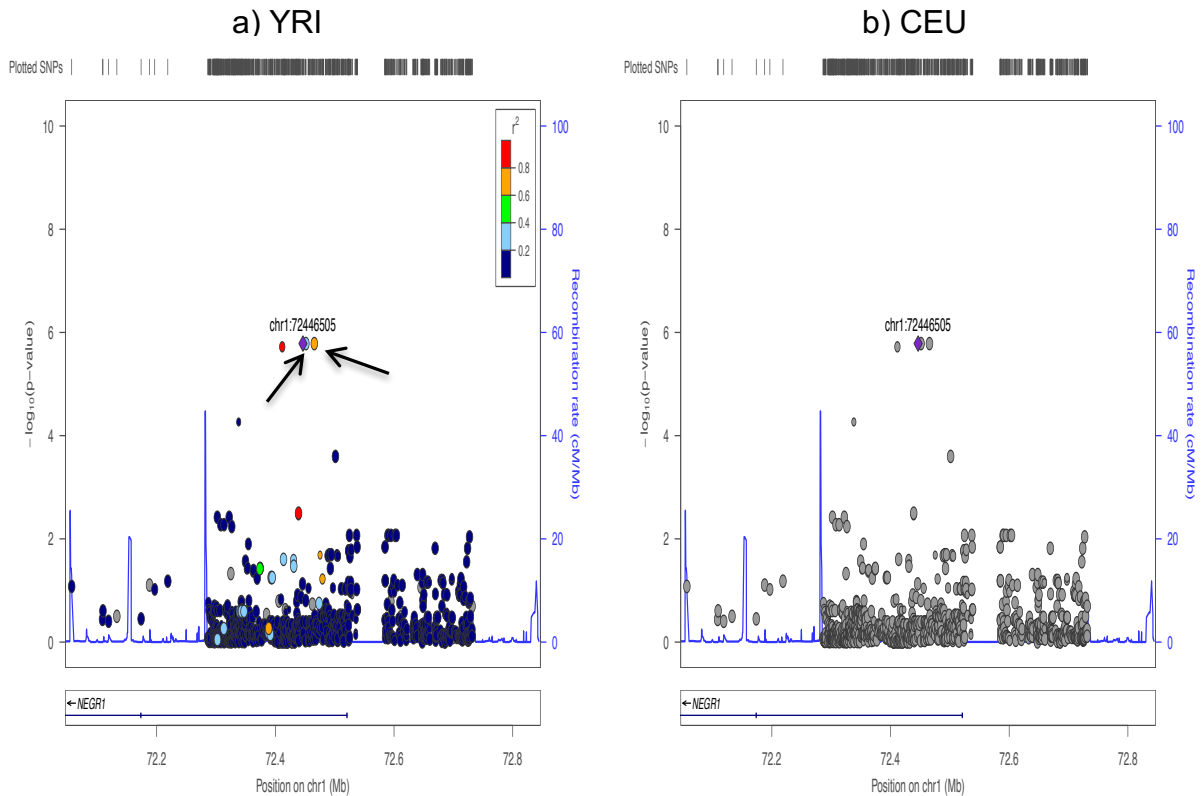 a) YRI
Plotted SNPs
r2
0.8
0.6
0.4
0.2
chr1:72446505
10
8
6
4
2
0
−log10(p−value)
100
80
60
40
20
0
Recombination rate (cM/Mb)
←NEGR1
72.2 72.4 72.6 72.8
Position on chr1 (Mb)
b) CEU
Plotted SNPs
chr1:72446505
10
8
6
4
2
0
−log10(p−value)
100
80
60
40
20
0
Recombination rate (cM/Mb)
←NEGR1
72.2 72.4 72.6 72.8
Position on chr1 (Mb)